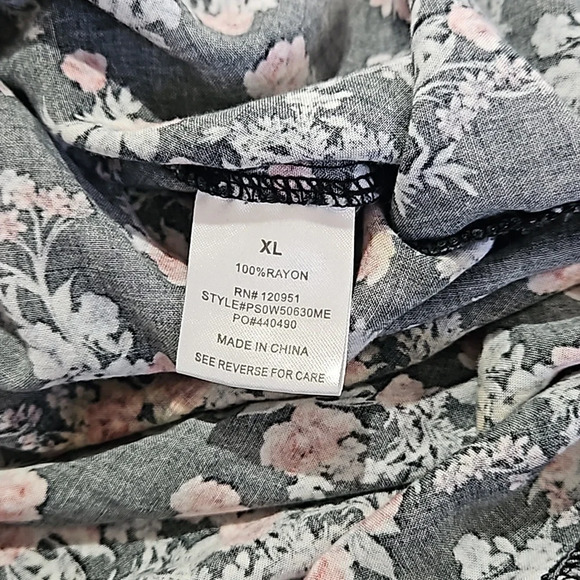 XL
100%RAYON
RN# 120951
STYLE#PS0W50630ME
PO#440490
MADE IN CHINA
SEE REVERSE FOR CARE